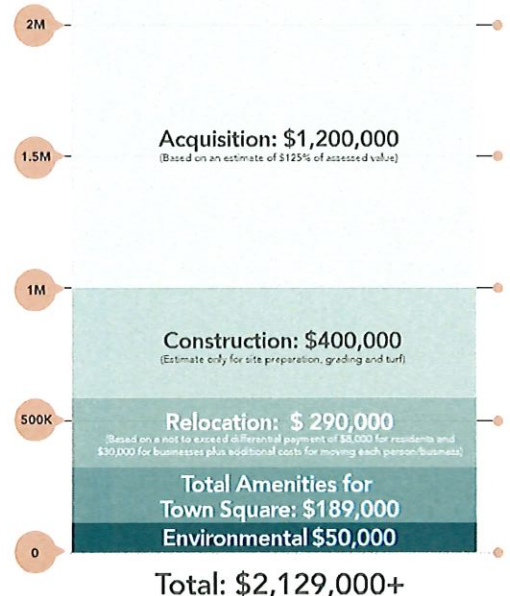 2M
Acquisition: $1,200,000
(Based on an estimate of $125% of assessed value)
1.5M
1M
Construction: $400,000
(Estimate only for site preparation, grading and turf)
500K
Relocation: $ 290,000
(Based on a not to exceed differential payment of $8,000 for residents and
$30,000 for businesses plus additional costs for moving each person/business)
Total Amenities for
Town Square: $189,000
Environmental $50,000
0
Total: $2,129,000+